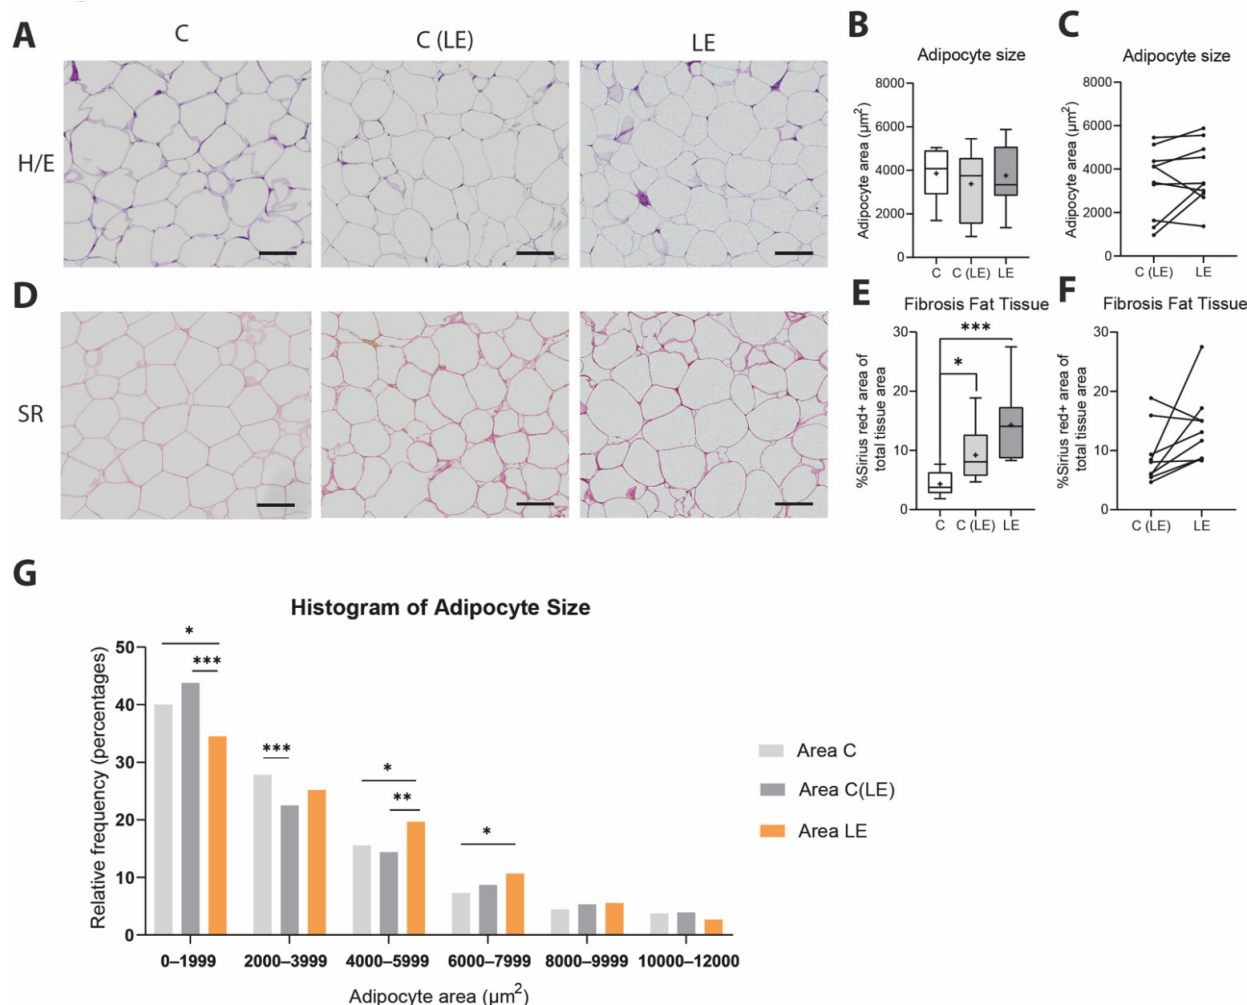 A
C
C (LE)
LE
H/E
B
Adipocyte size
Adipocyte area (µm²)
8000
6000
4000
2000
0
C C (LE) LE
C
Adipocyte size
Adipocyte area (µm²)
8000
6000
4000
2000
0
C (LE) LE
D
SR
E
Fibrosis Fat Tissue
%Sirius red+ area of
total tissue area
30
20
10
0
***
*
C C (LE) LE
F
Fibrosis Fat Tissue
%Sirius red+ area of
total tissue area
30
20
10
0
C (LE) LE
G
Histogram of Adipocyte Size
Relative frequency (percentages)
50
40
30
20
10
0
*
***
***
*
**
*
0–1999 2000–3999 4000–5999 6000–7999 8000–9999 10000–12000
Adipocyte area (µm²)
Area C
Area C(LE)
Area LE